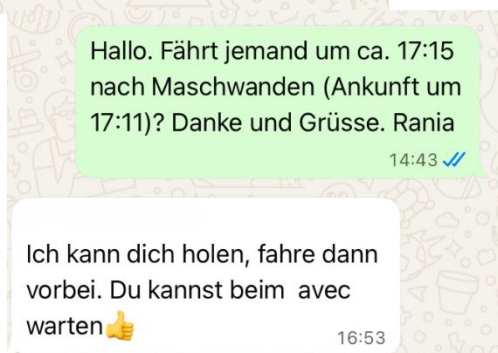 Hallo. Fährt jemand um ca. 17:15
nach Maschwanden (Ankunft um
17:11)? Danke und Grüsse. Rania
14:43
Ich kann dich holen, fahre dann
vorbei. Du kannst beim  avec
warten👍
16:53